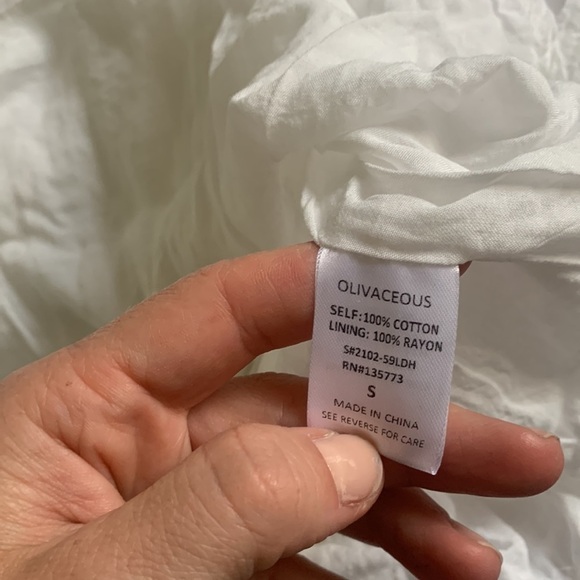 OLIVACEOUS
SELF:100% COTTON
LINING: 100% RAYON
S#2102-59LDH
RN#135773
S
MADE IN CHINA
SEE REVERSE FOR CARE